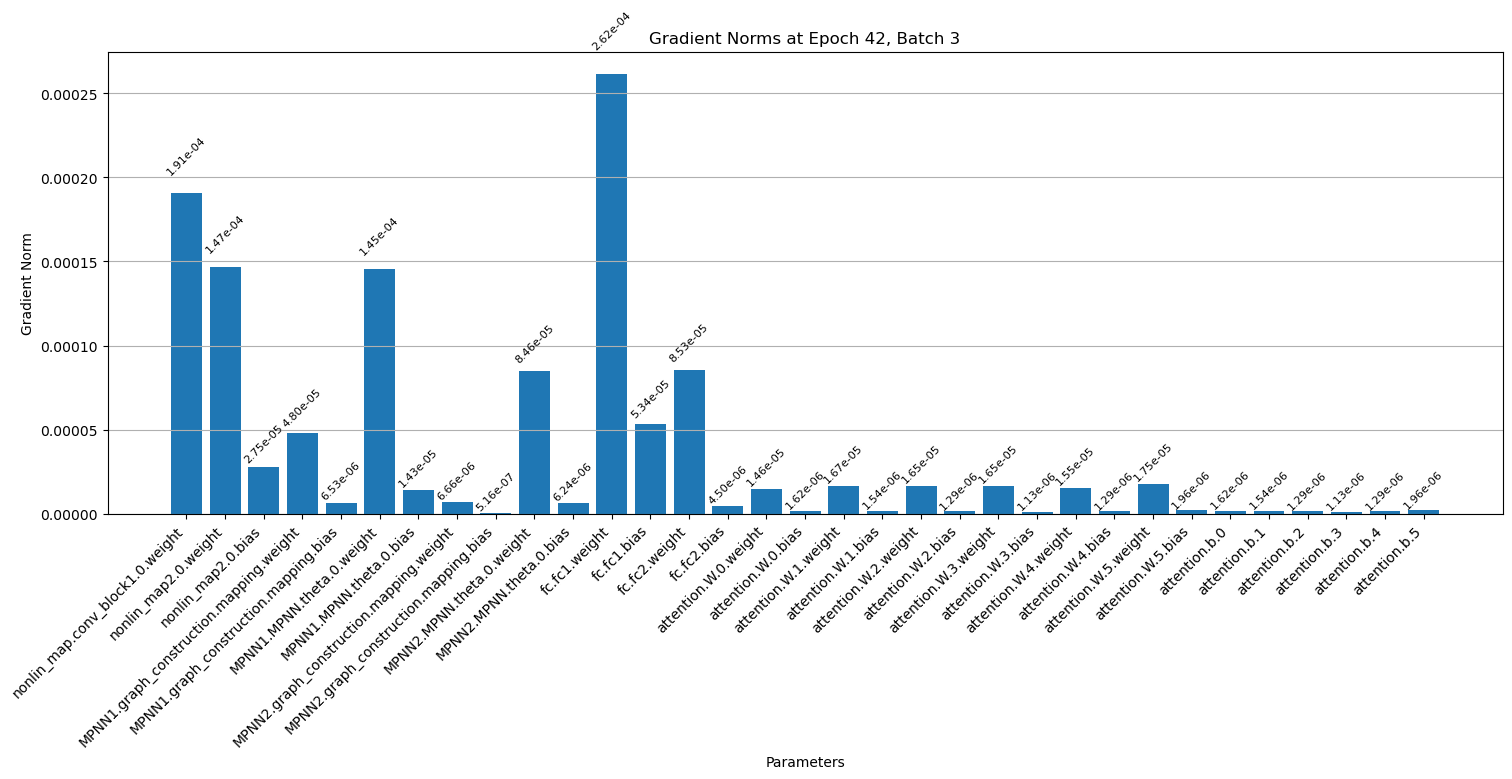 Gradient Norms at Epoch 42, Batch 3
Gradient Norm
0.00025
0.00020
0.00015
0.00010
0.00005
0.00000
1.91e-04
1.47e-04
2.75e-05
4.80e-05
6.53e-06
1.45e-04
1.43e-05
6.66e-06
5.16e-07
8.46e-05
6.24e-06
2.62e-04
5.34e-05
8.53e-05
4.50e-06
1.46e-05
1.62e-06
1.67e-05
1.54e-06
1.65e-05
1.29e-06
1.65e-05
1.13e-06
1.55e-05
1.29e-06
1.75e-05
1.96e-06
1.62e-06
1.54e-06
1.29e-06
1.13e-06
1.29e-06
1.96e-06
nonlin_map.conv_block1.0.weight
nonlin_map2.0.weight
nonlin_map2.0.bias
MPNN1.graph_construction.mapping.weight
MPNN1.graph_construction.mapping.bias
MPNN1.MPNN.theta.0.weight
MPNN1.MPNN.theta.0.bias
MPNN2.graph_construction.mapping.weight
MPNN2.graph_construction.mapping.bias
MPNN2.MPNN.theta.0.weight
MPNN2.MPNN.theta.0.bias
fc.fc1.weight
fc.fc1.bias
fc.fc2.weight
fc.fc2.bias
attention.W.0.weight
attention.W.0.bias
attention.W.1.weight
attention.W.1.bias
attention.W.2.weight
attention.W.2.bias
attention.W.3.weight
attention.W.3.bias
attention.W.4.weight
attention.W.4.bias
attention.W.5.weight
attention.W.5.bias
attention.b.0
attention.b.1
attention.b.2
attention.b.3
attention.b.4
attention.b.5
Parameters